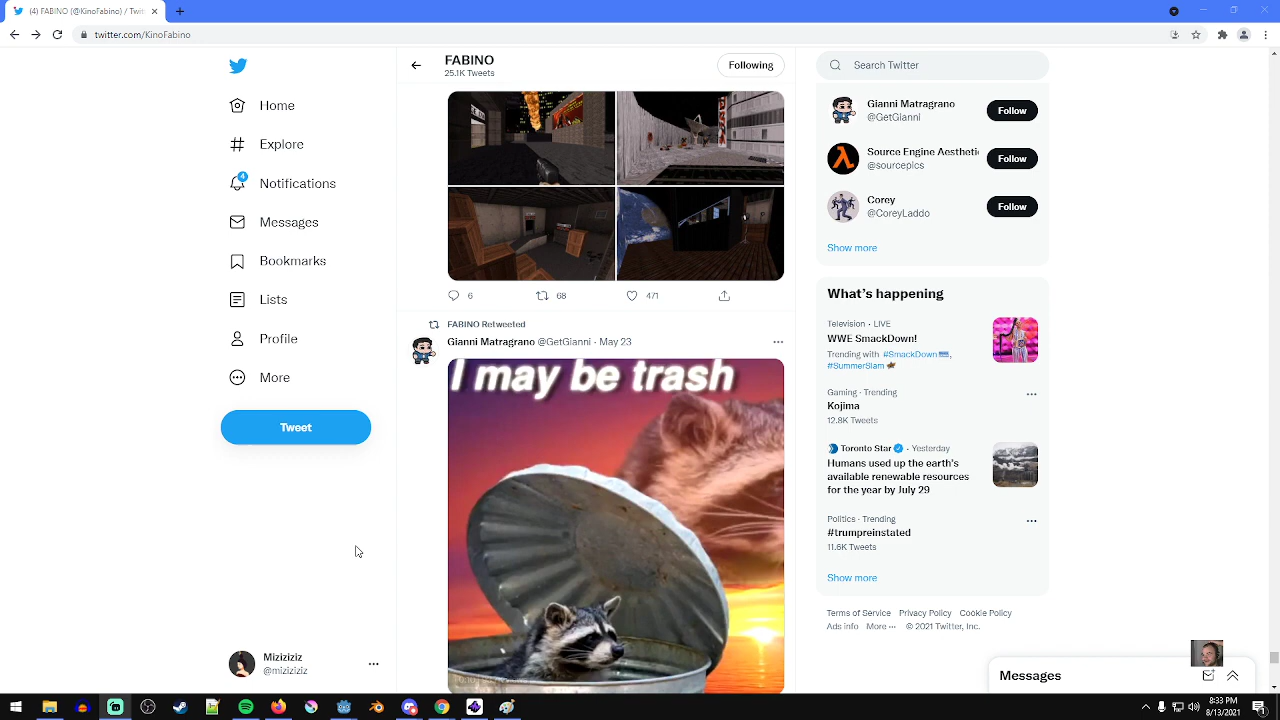 (4) FABINO (@KinoFabino) / Twit
twitter.com/KinoFabino
FABINO
25.1K Tweets
Following
Search Twitter
Home
Explore
4
Notifications
Messages
Bookmarks
Lists
Profile
More
Tweet
Miziziziz
@miziziziz
6
68
471
FABINO Retweeted
Gianni Matragrano @GetGianni · May 23
I may be trash
Gianni Matragrano
@GetGianni
Follow
Source Engine Aestheti
@sourcepics
Follow
Corey
@CoreyLaddo
Follow
Show more
What's happening
Television · LIVE
WWE SmackDown!
Trending with #SmackDown,
#SummerSlam
Gaming · Trending
Kojima
12.8K Tweets
Toronto Star · Yesterday
Humans used up the earth's
available renewable resources
for the year by July 29
Politics · Trending
#trumpreinstated
11.6K Tweets
Show more
Terms of Service Privacy Policy Cookie Policy
Ads info More ··· © 2021 Twitter, Inc.
Messages
8:33 PM
8/13/2021